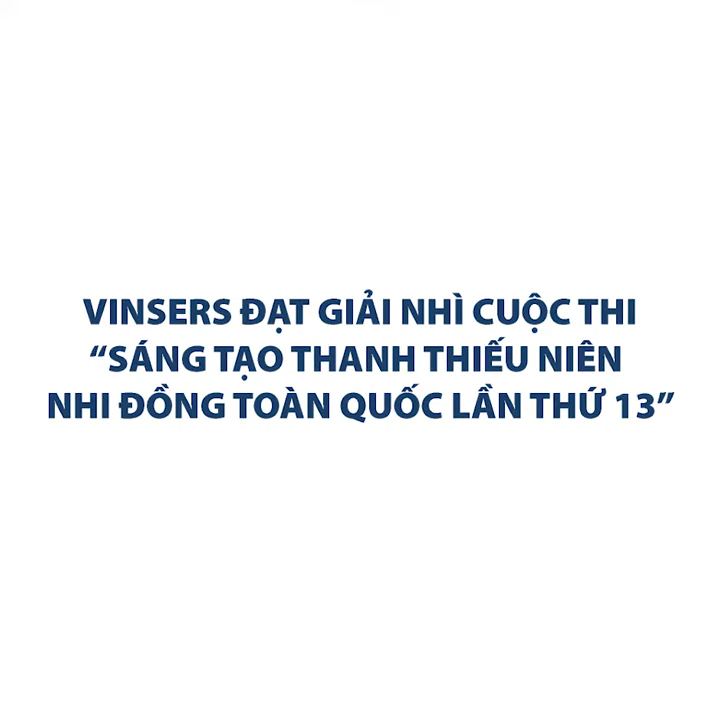 VINSERS ĐẠT GIẢI NHÌ CUỘC THI
“SÁNG TẠO THANH THIẾU NIÊN
NHI ĐỒNG TOÀN QUỐC LẦN THỨ 13”